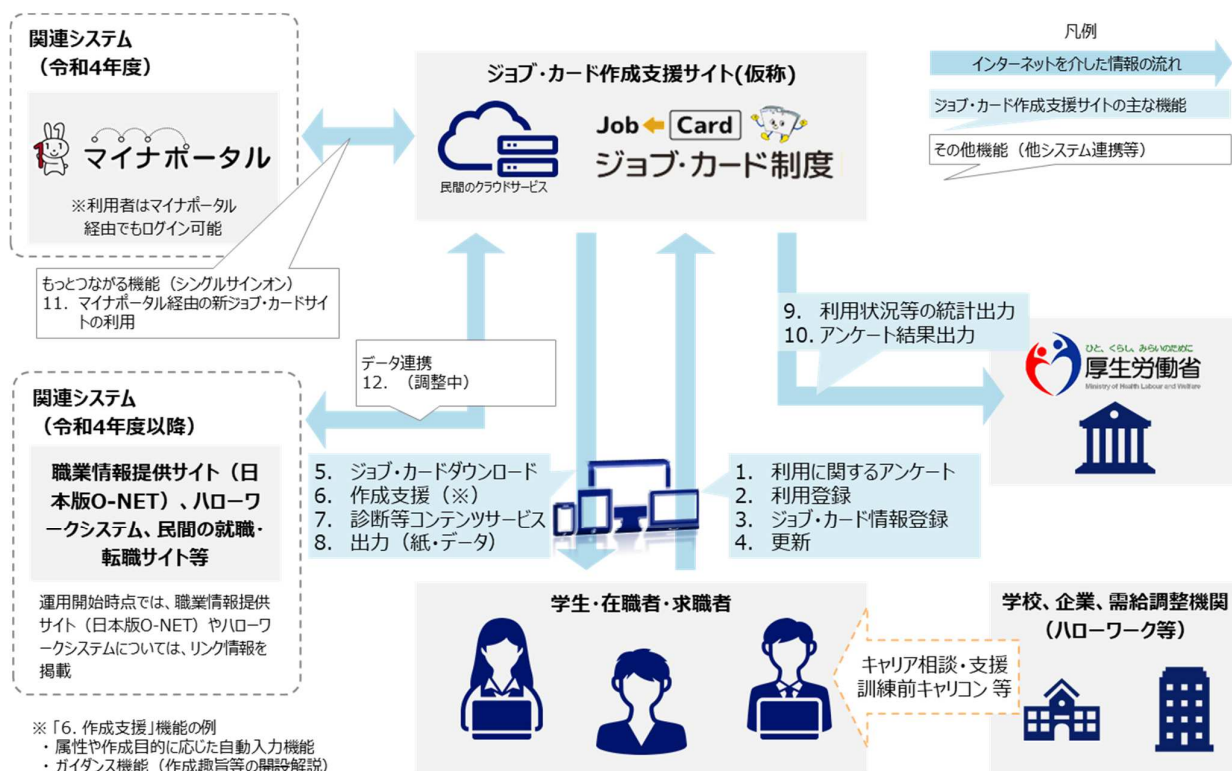 関連システム
（令和4年度）
マイナポータル
※利用者はマイナポータル
経由でもログイン可能
ジョブ・カード作成支援サイト(仮称)
民間のクラウドサービス
Job Card
ジョブ・カード制度
凡例
インターネットを介した情報の流れ
ジョブ・カード作成支援サイトの主な機能
その他機能（他システム連携等）
もっとつながる機能（シングルサインオン）
11. マイナポータル経由の新ジョブ・カードサイ
トの利用
データ連携
12. （調整中）
9. 利用状況等の統計出力
10. アンケート結果出力
ひと、くらし、みらいのために
厚生労働省
Ministry of Health, Labour and Welfare
関連システム
（令和4年度以降）
職業情報提供サイト（日
本版O-NET）、ハローワ
ークシステム、民間の就職・
転職サイト等
運用開始時点では、職業情報提供
サイト（日本版O-NET）やハローワ
ークシステムについては、リンク情報を
掲載
5. ジョブ・カードダウンロード
6. 作成支援（※）
7. 診断等コンテンツサービス
8. 出力（紙・データ）
1. 利用に関するアンケート
2. 利用登録
3. ジョブ・カード情報登録
4. 更新
学生・在職者・求職者
キャリア相談・支援
訓練前キャリコン 等
学校、企業、需給調整機関
（ハローワーク等）
※「6. 作成支援」機能の例
・属性や作成目的に応じた自動入力機能
・ガイダンス機能（作成趣旨等の開設解説）